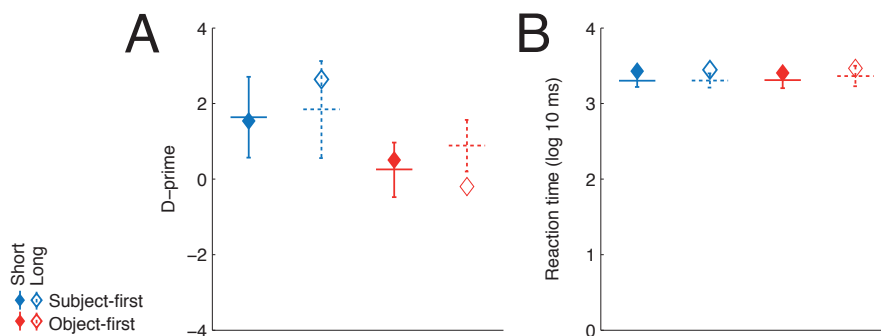 A
B
4
2
0
−2
−4
D−prime
4
3
2
1
0
Reaction time (log 10 ms)
Short
Long
Subject-first
Object-first